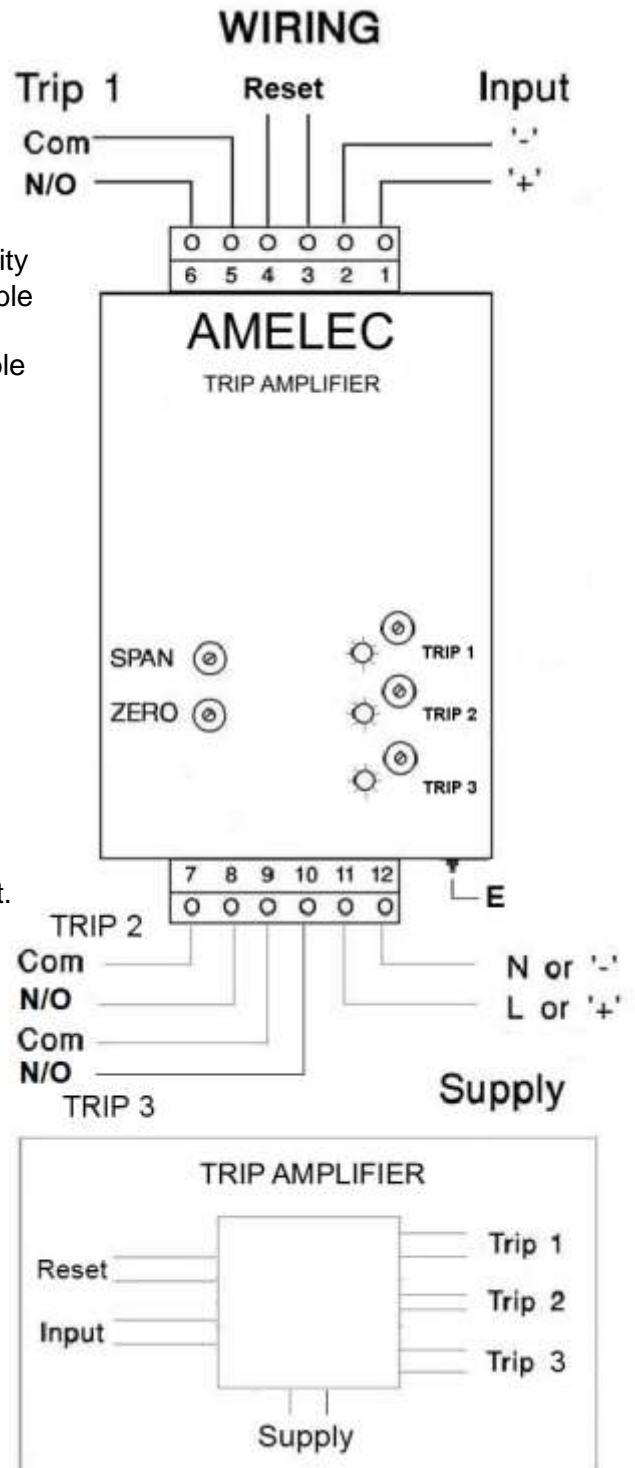 WIRING
Trip 1 Reset Input
Com '-'
N/O '+'
6 5 4 3 2 1
AMELEC
TRIP AMPLIFIER
SPAN
TRIP 1
ZERO
TRIP 2
TRIP 3
7 8 9 10 11 12
E
t.
TRIP 2
Com N or '-'
N/O L or '+'
Com
N/O
TRIP 3
Supply
TRIP AMPLIFIER
Reset
Trip 1
Input
Trip 2
Trip 3
Supply